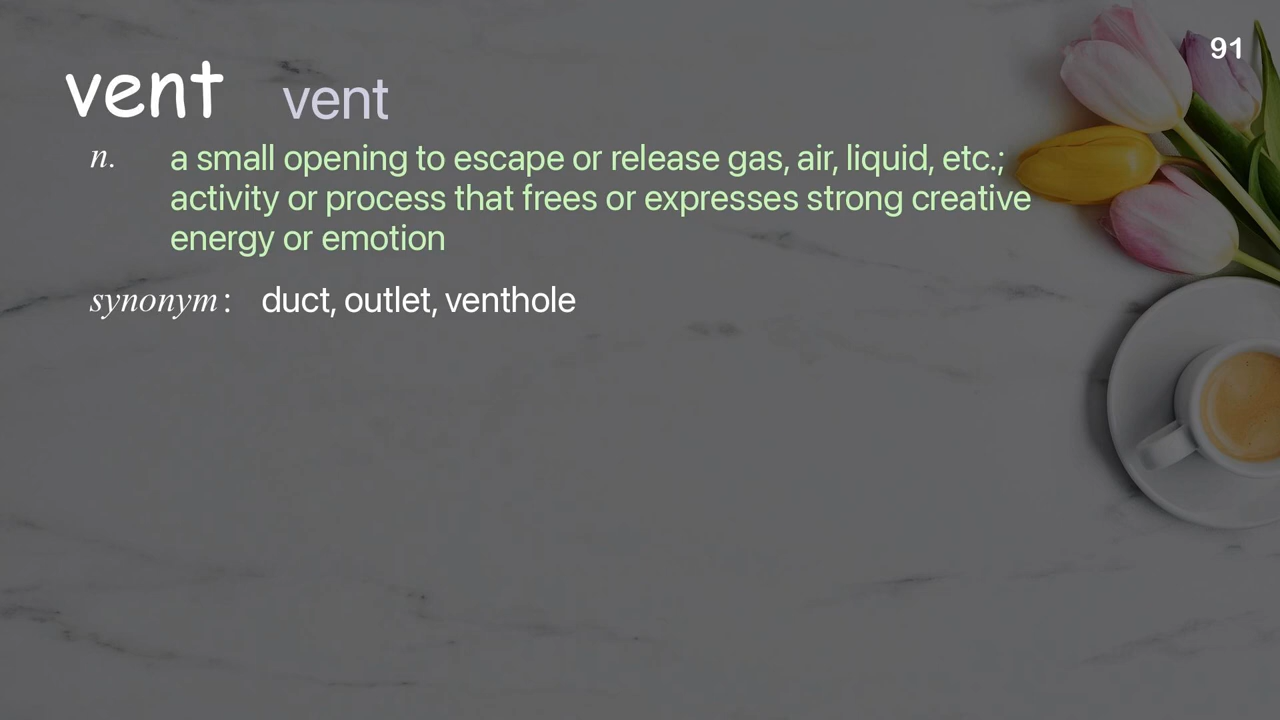 91
vent vent
n. a small opening to escape or release gas, air, liquid, etc.;
activity or process that frees or expresses strong creative
energy or emotion
synonym : duct, outlet, venthole